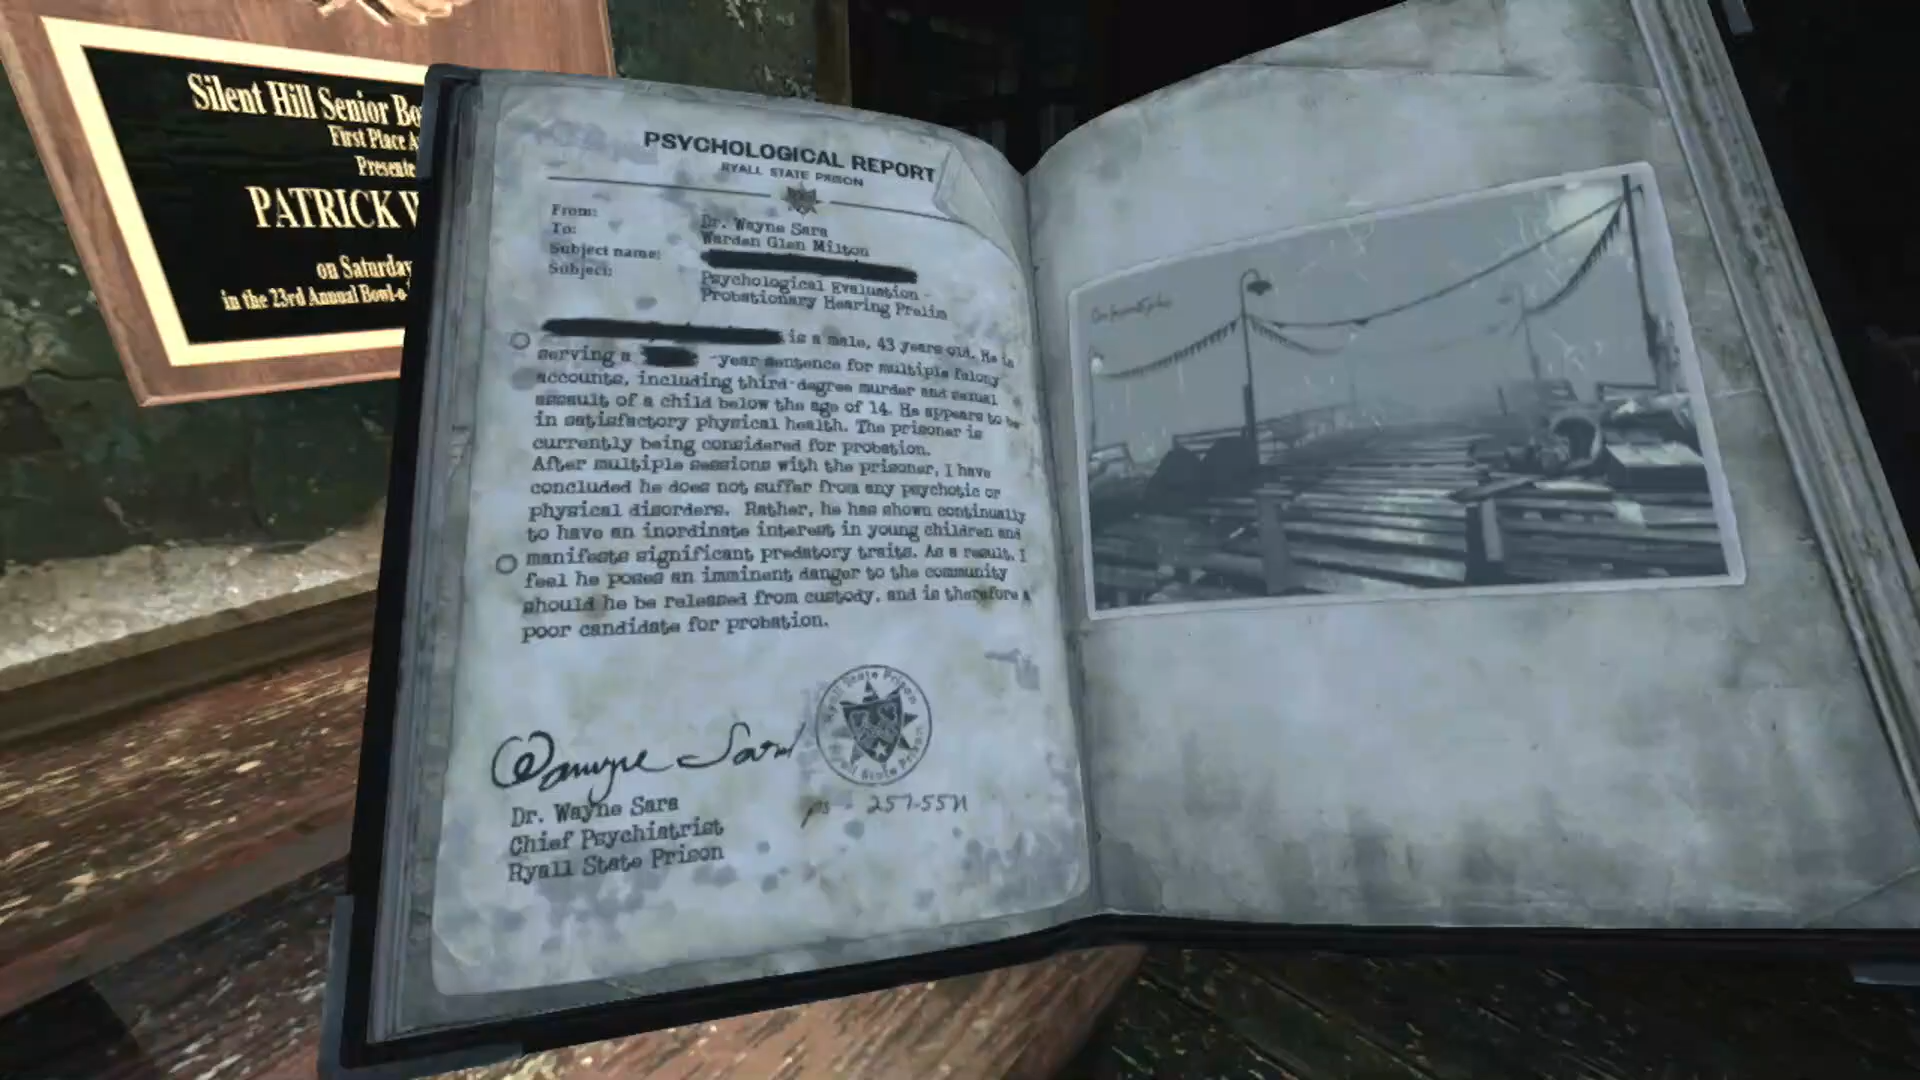 Silent Hill Senior Bo
First Place A
Presente
PATRICK W
on Saturday
in the 23rd Annual Bowl-a
PSYCHOLOGICAL REPORT
RYALL STATE PRISON
From: Dr. Wayne Sara
To: Warden Glen Milton
Subject name:
Subject: Psychological Evaluation -
Probationary Hearing Prelim
is a male, 43 years old. He is
serving a -year sentence for multiple felony
accounts, including third-degree murder and sexual
assault of a child below the age of 14. He appears to be
in satisfactory physical health. The prisoner is
currently being considered for probation.
After multiple sessions with the prisoner, I have
concluded he does not suffer from any psychotic or
physical disorders. Rather, he has shown continually
to have an inordinate interest in young children and
manifests significant predatory traits. As a result, I
feel he poses an imminent danger to the community
should he be released from custody, and is therefore a
poor candidate for probation.
Wayne Sara
Ryall State Prison
Ryall State Prison
Dr. Wayne Sara
Chief Psychiatrist
Ryall State Prison